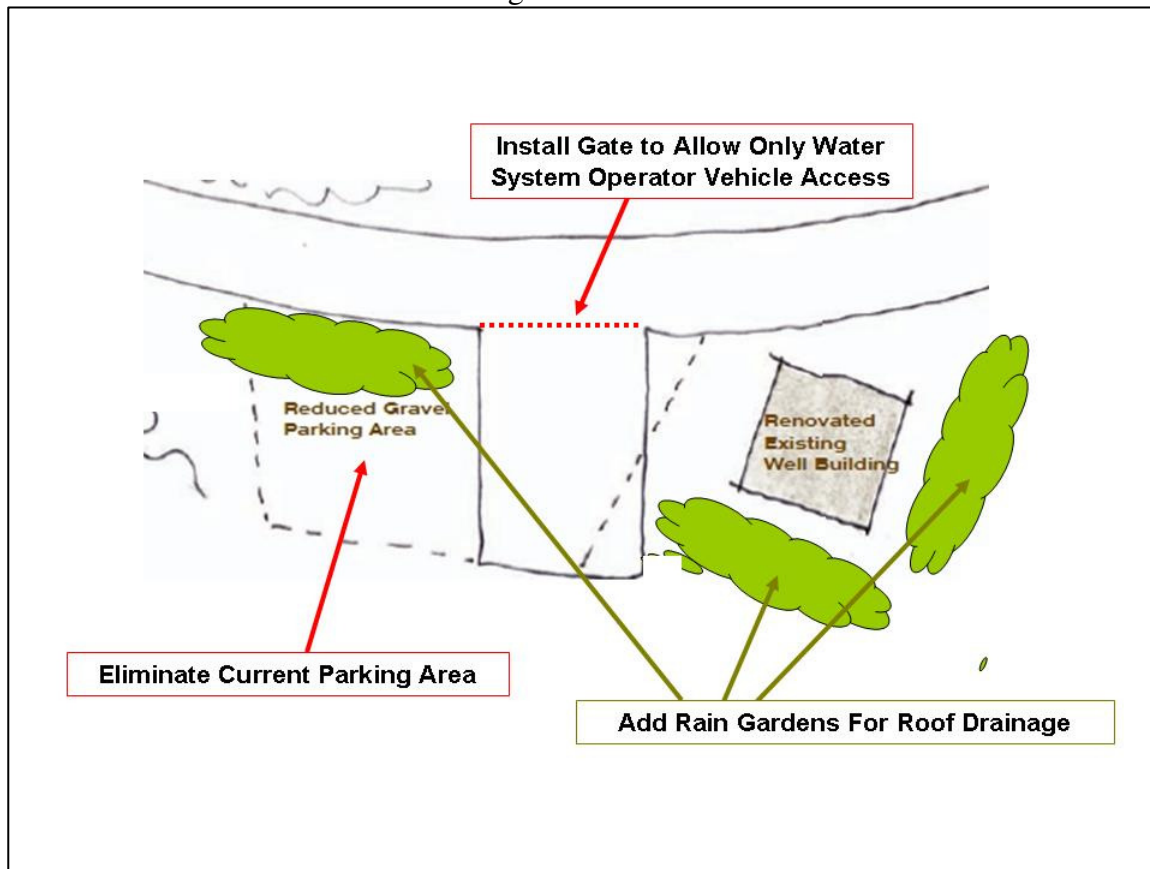 Install Gate to Allow Only Water
System Operator Vehicle Access
Reduced Gravel
Parking Area
Renovated
Existing
Well Building
Eliminate Current Parking Area
Add Rain Gardens For Roof Drainage